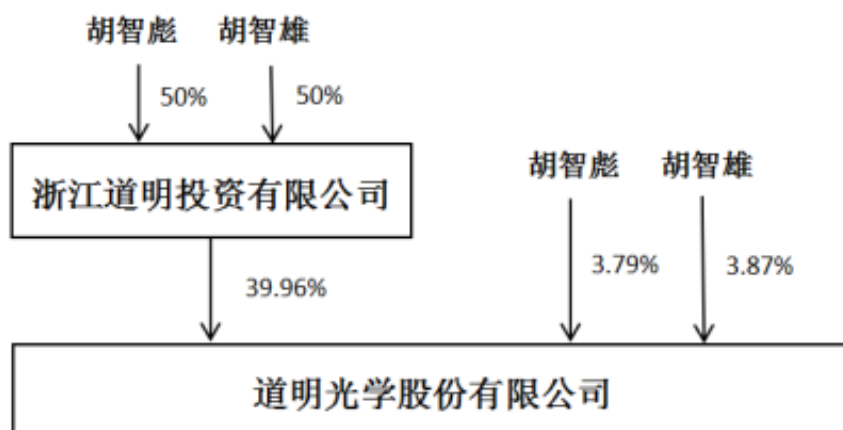 胡智彪 胡智雄
50% 50%
浙江道明投资有限公司
胡智彪 胡智雄
39.96%
3.79% 3.87%
道明光学股份有限公司